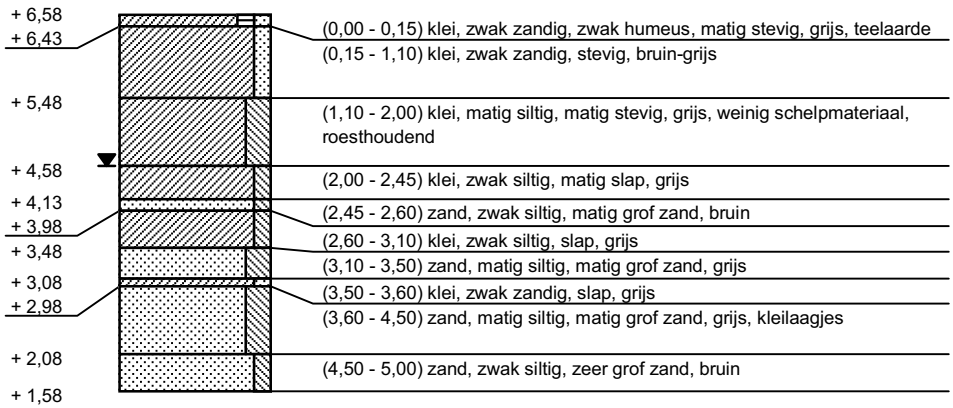 + 6,58
+ 6,43
(0,00 - 0,15) klei, zwak zandig, zwak humeus, matig stevig, grijs, teelaarde
(0,15 - 1,10) klei, zwak zandig, stevig, bruin-grijs
+ 5,48
(1,10 - 2,00) klei, matig siltig, matig stevig, grijs, weinig schelpmateriaal,
roesthoudend
+ 4,58
(2,00 - 2,45) klei, zwak siltig, matig slap, grijs
+ 4,13
(2,45 - 2,60) zand, zwak siltig, matig grof zand, bruin
+ 3,98
(2,60 - 3,10) klei, zwak siltig, slap, grijs
+ 3,48
(3,10 - 3,50) zand, matig siltig, matig grof zand, grijs
+ 3,08
(3,50 - 3,60) klei, zwak zandig, slap, grijs
+ 2,98
(3,60 - 4,50) zand, matig siltig, matig grof zand, grijs, kleilaagjes
+ 2,08
(4,50 - 5,00) zand, zwak siltig, zeer grof zand, bruin
+ 1,58